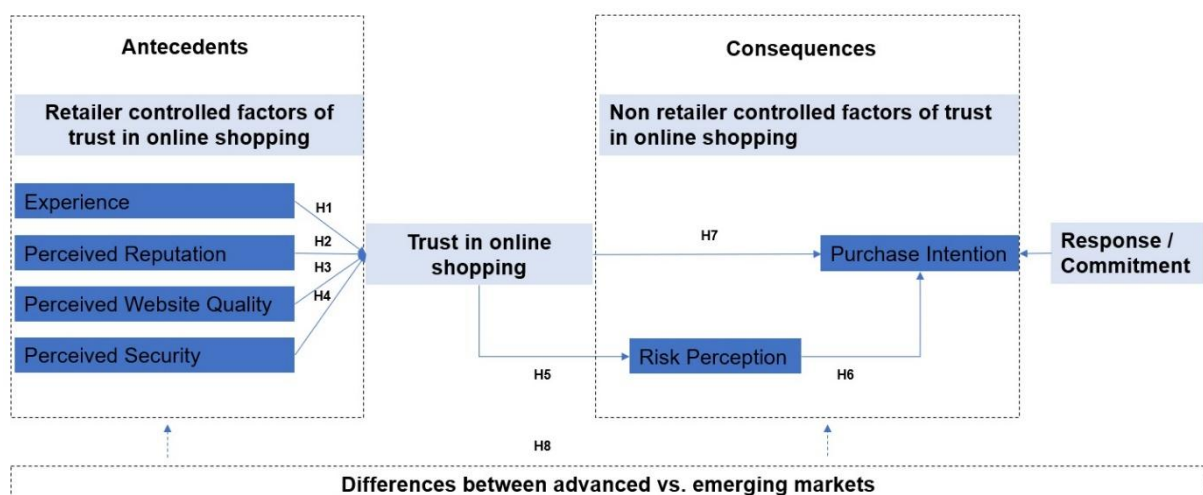 Antecedents
Consequences
Retailer controlled factors of
trust in online shopping
Non retailer controlled factors of trust
in online shopping
Experience
H1
Perceived Reputation
H2
Perceived Website Quality
H3
H4
Perceived Security
Trust in online
shopping
H7
Purchase Intention
Response /
Commitment
Risk Perception
H5
H6
H8
Differences between advanced vs. emerging markets